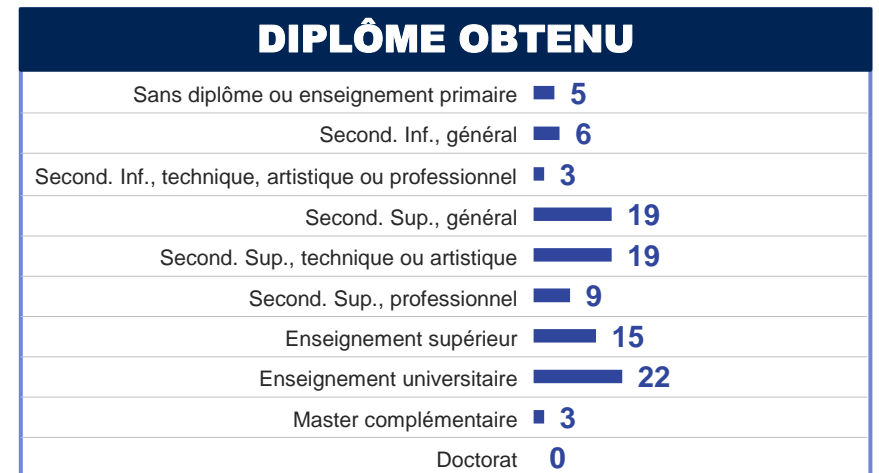 DIPLÔME OBTENU
Sans diplôme ou enseignement primaire 5
Second. Inf., général 6
Second. Inf., technique, artistique ou professionnel 3
Second. Sup., général 19
Second. Sup., technique ou artistique 19
Second. Sup., professionnel 9
Enseignement supérieur 15
Enseignement universitaire 22
Master complémentaire 3
Doctorat 0